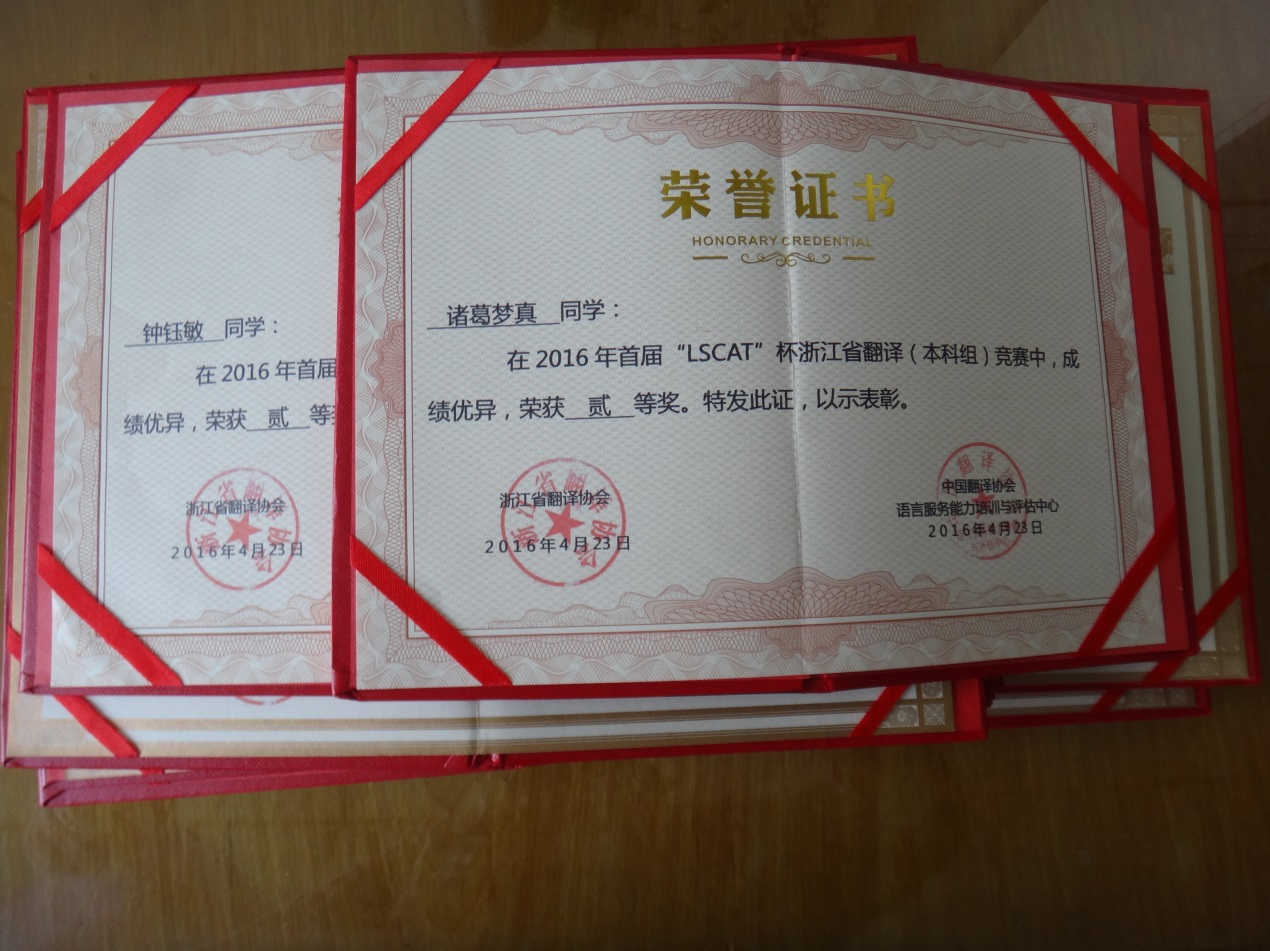 荣誉证书
HONORARY CREDENTIAL
诸葛梦真 同学：
在 2016 年首届“LSCAT”杯浙江省翻译（本科组）竞赛中，成
绩优异，荣获 贰 等奖。特发此证，以示表彰。
浙江省翻译协会
2016年4月23日
中国翻译协会
语言服务能力培训与评估中心
2016年4月23日
钟钰敏 同学：
在 2016 年首届
绩优异，荣获 贰 等
浙江省翻译协会
2016年4月23日